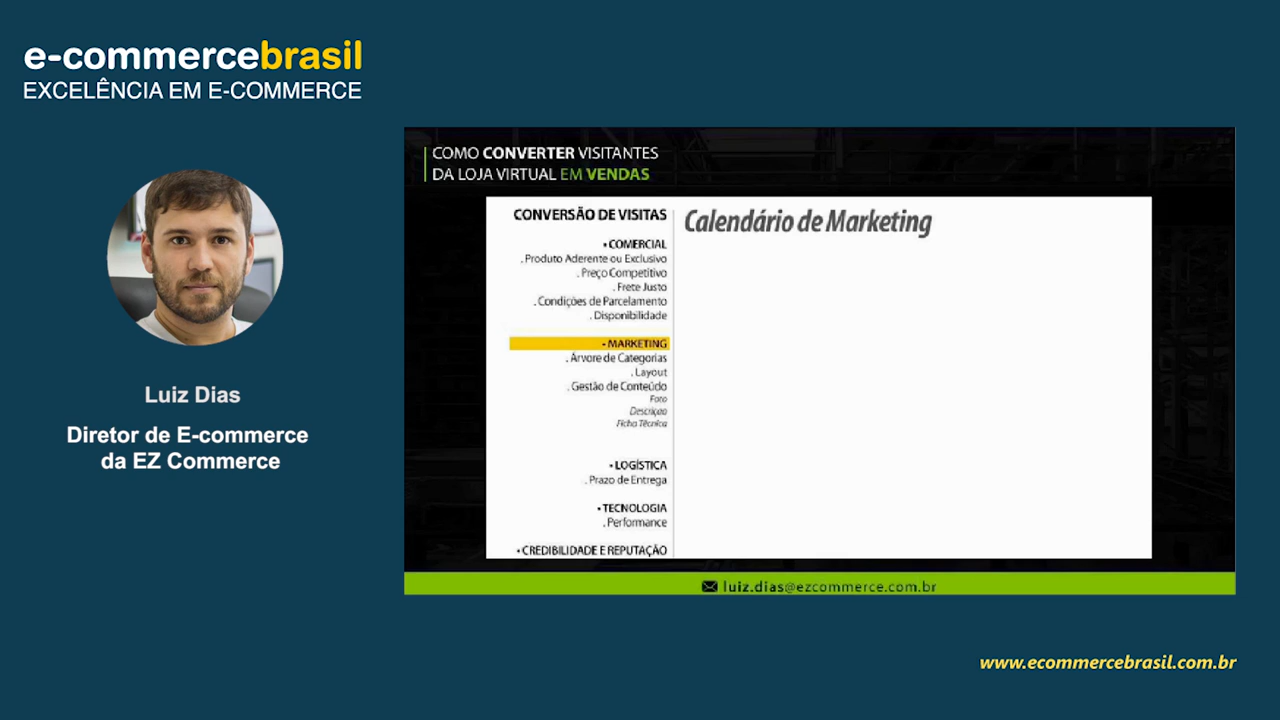 e-commercebrasil
EXCELÊNCIA EM E-COMMERCE
Luiz Dias
Diretor de E-commerce
da EZ Commerce
COMO CONVERTER VISITANTES
DA LOJA VIRTUAL EM VENDAS
CONVERSÃO DE VISITAS
• COMERCIAL
. Produto Aderente ou Exclusivo
. Preço Competitivo
. Frete Justo
. Condições de Parcelamento
. Disponibilidade
• MARKETING
. Árvore de Categorias
. Layout
. Gestão de Conteúdo
Foto
Descrição
Ficha Técnica
• LOGÍSTICA
. Prazo de Entrega
• TECNOLOGIA
. Performance
• CREDIBILIDADE E REPUTAÇÃO
Calendário de Marketing
luiz.dias@ezcommerce.com.br
www.ecommercebrasil.com.br